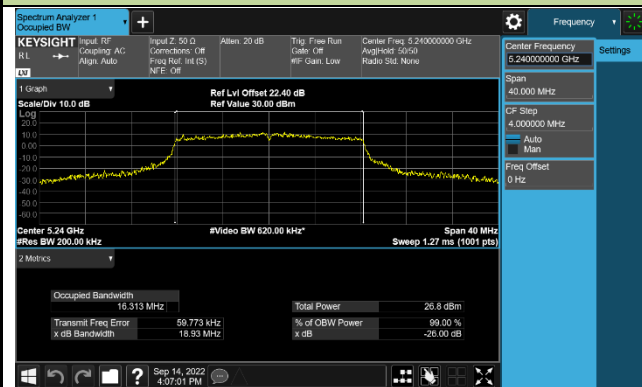 Spectrum Analyzer 1
Occupied BW
Frequency
KEYSIGHT
Input: RF
Coupling: AC
Align: Auto
Input Z: 50 Ω
Corrections: Off
Freq Ref: Int (S)
NFE: Off
Atten: 20 dB
Trig: Free Run
Gate: Off
#IF Gain: Low
Center Freq: 5.240000000 GHz
Avg|Hold: 50/50
Radio Std: None
RL
LXI
Center Frequency
5.240000000 GHz
Settings
Span
40.000 MHz
CF Step
4.000000 MHz
Auto
Man
Freq Offset
0 Hz
1 Graph
Scale/Div 10.0 dB
Ref Lvl Offset 22.40 dB
Ref Value 30.00 dBm
Log
20.0
10.0
0.00
-10.0
-20.0
-30.0
-40.0
-50.0
-60.0
Center 5.24 GHz
#Video BW 620.00 kHz*
Span 40 MHz
#Res BW 200.00 kHz
Sweep 1.27 ms (1001 pts)
2 Metrics
Occupied Bandwidth
16.313 MHz
Total Power
26.8 dBm
Transmit Freq Error
59.773 kHz
% of OBW Power
99.00 %
x dB Bandwidth
18.93 MHz
x dB
-26.00 dB
?
Sep 14, 2022
4:07:01 PM